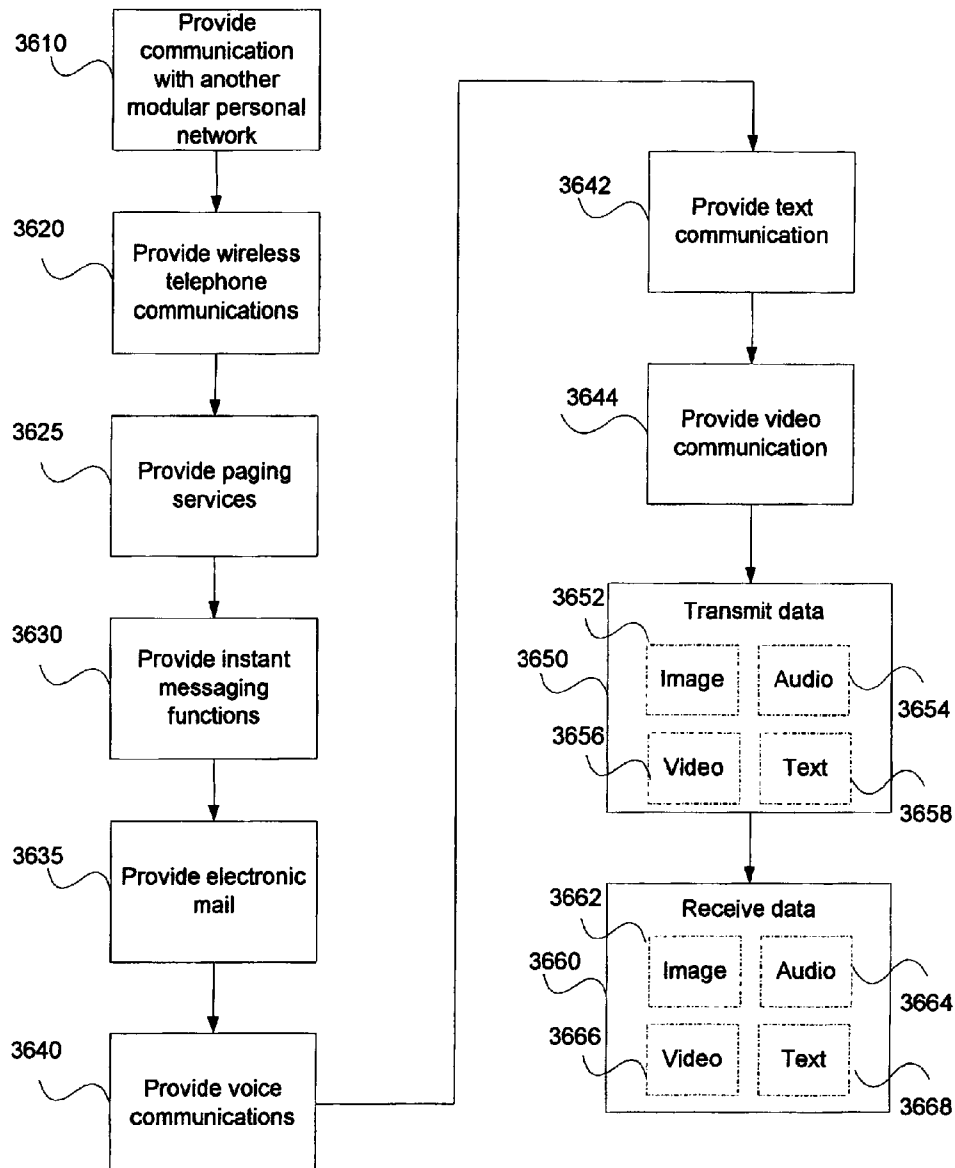 3610
Provide
communication
with another
modular personal
network
3620
Provide wireless
telephone
communications
3625
Provide paging
services
3630
Provide instant
messaging
functions
3635
Provide electronic
mail
3640
Provide voice
communications
3642
Provide text
communication
3644
Provide video
communication
3650
Transmit data
3652
Image
Audio
3654
3656
Video
Text
3658
3660
Receive data
3662
Image
Audio
3664
3666
Video
Text
3668